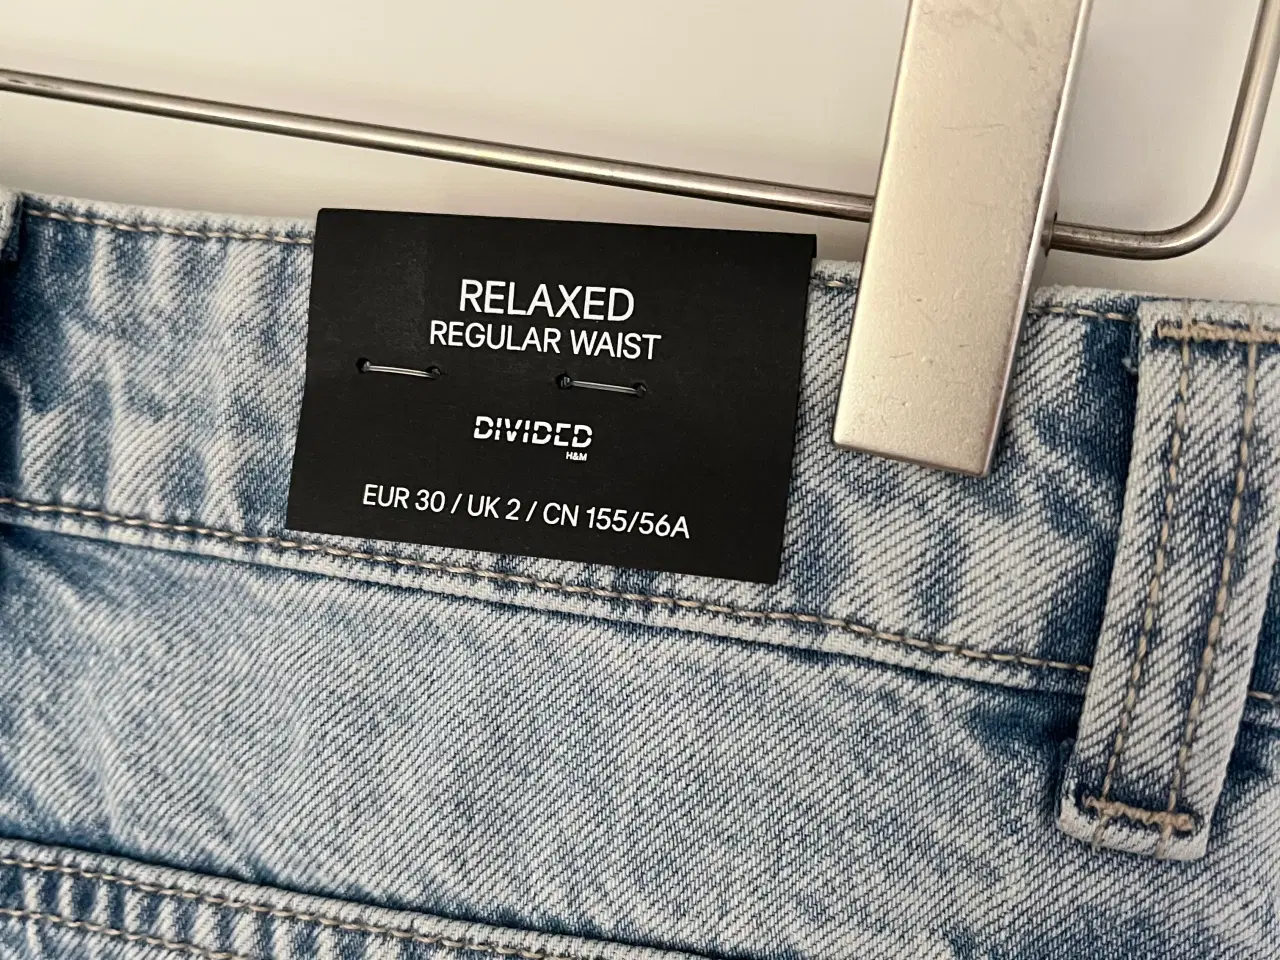 RELAXED
REGULAR WAIST
DIVIDED
H&M
EUR 30 / UK 2 / CN 155/56A